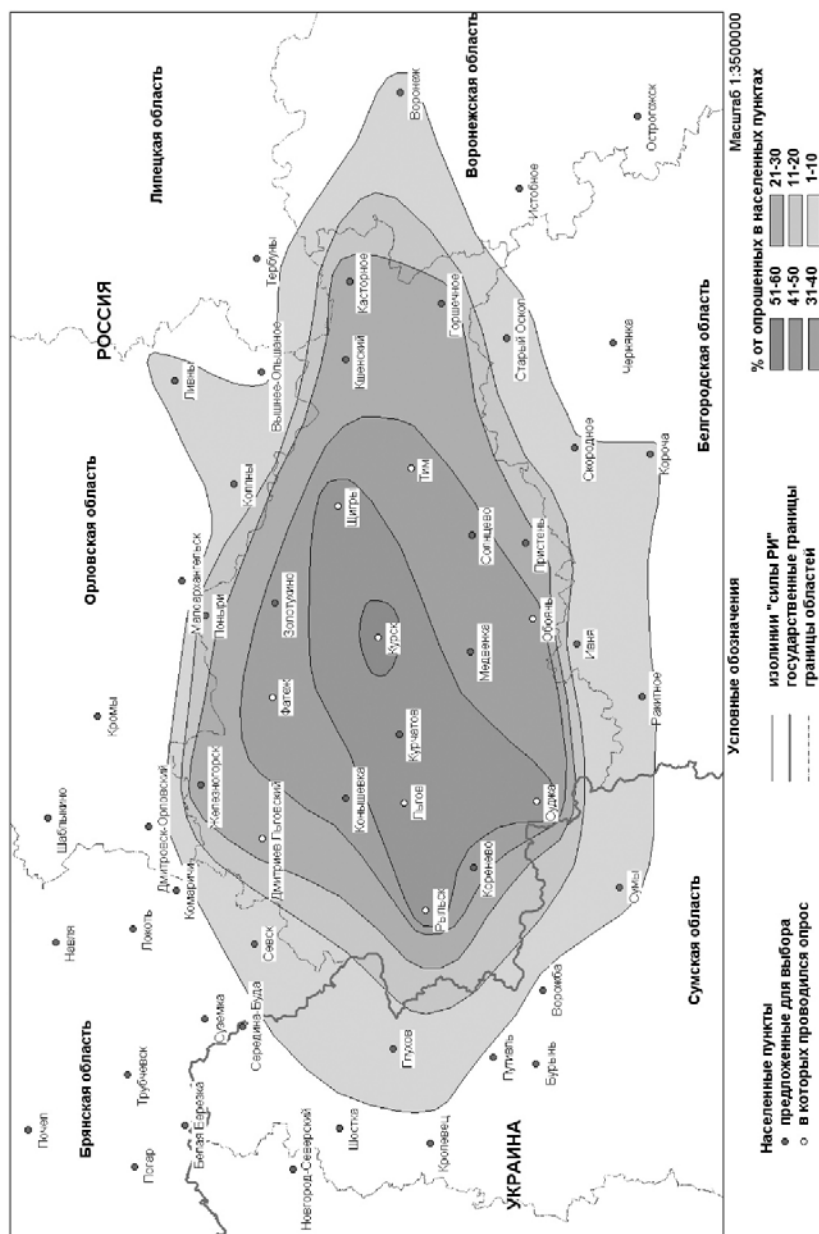 Почеп
Навля
Шаблыкино
Кромы
Орловская область
РОССИЯ
Липецкая область
Брянская область
Погар
Трубчевск
Локоть
Комаричи
Дмитровск-Орловский
Малоархангельск
Колпны
Ливны
Белая Березка
Суземка
Середина-Буда
Севск
Железногорск
Поныри
Вышнее-Ольшаное
Тербуны
Новгород-Северский
Дмитриев Льговский
Фатеж
Золотухино
Шостка
Глухов
Конышевка
Щигры
Кшенский
Касторное
Кролевец
Рыльск
Льгов
Курчатов
Курск
Тим
Горшечное
Воронеж
УКРАИНА
Путивль
Бурынь
Ворожба
Коренево
Суджа
Медвенка
Обоянь
Солнцево
Пристень
Старый Оскол
Истобное
Воронежская область
Сумы
Ракитное
Ивня
Скородное
Короча
Чернянка
Острогожск
Сумская область
Белгородская область
Масштаб 1:3500000
Условные обозначения
Населенные пункты
предложенные для выбора
в которых проводился опрос
изолинии "силы РИ"
государственные границы
границы областей
% от опрошенных в населенных пунктах
51-60
41-50
31-40
21-30
11-20
1-10